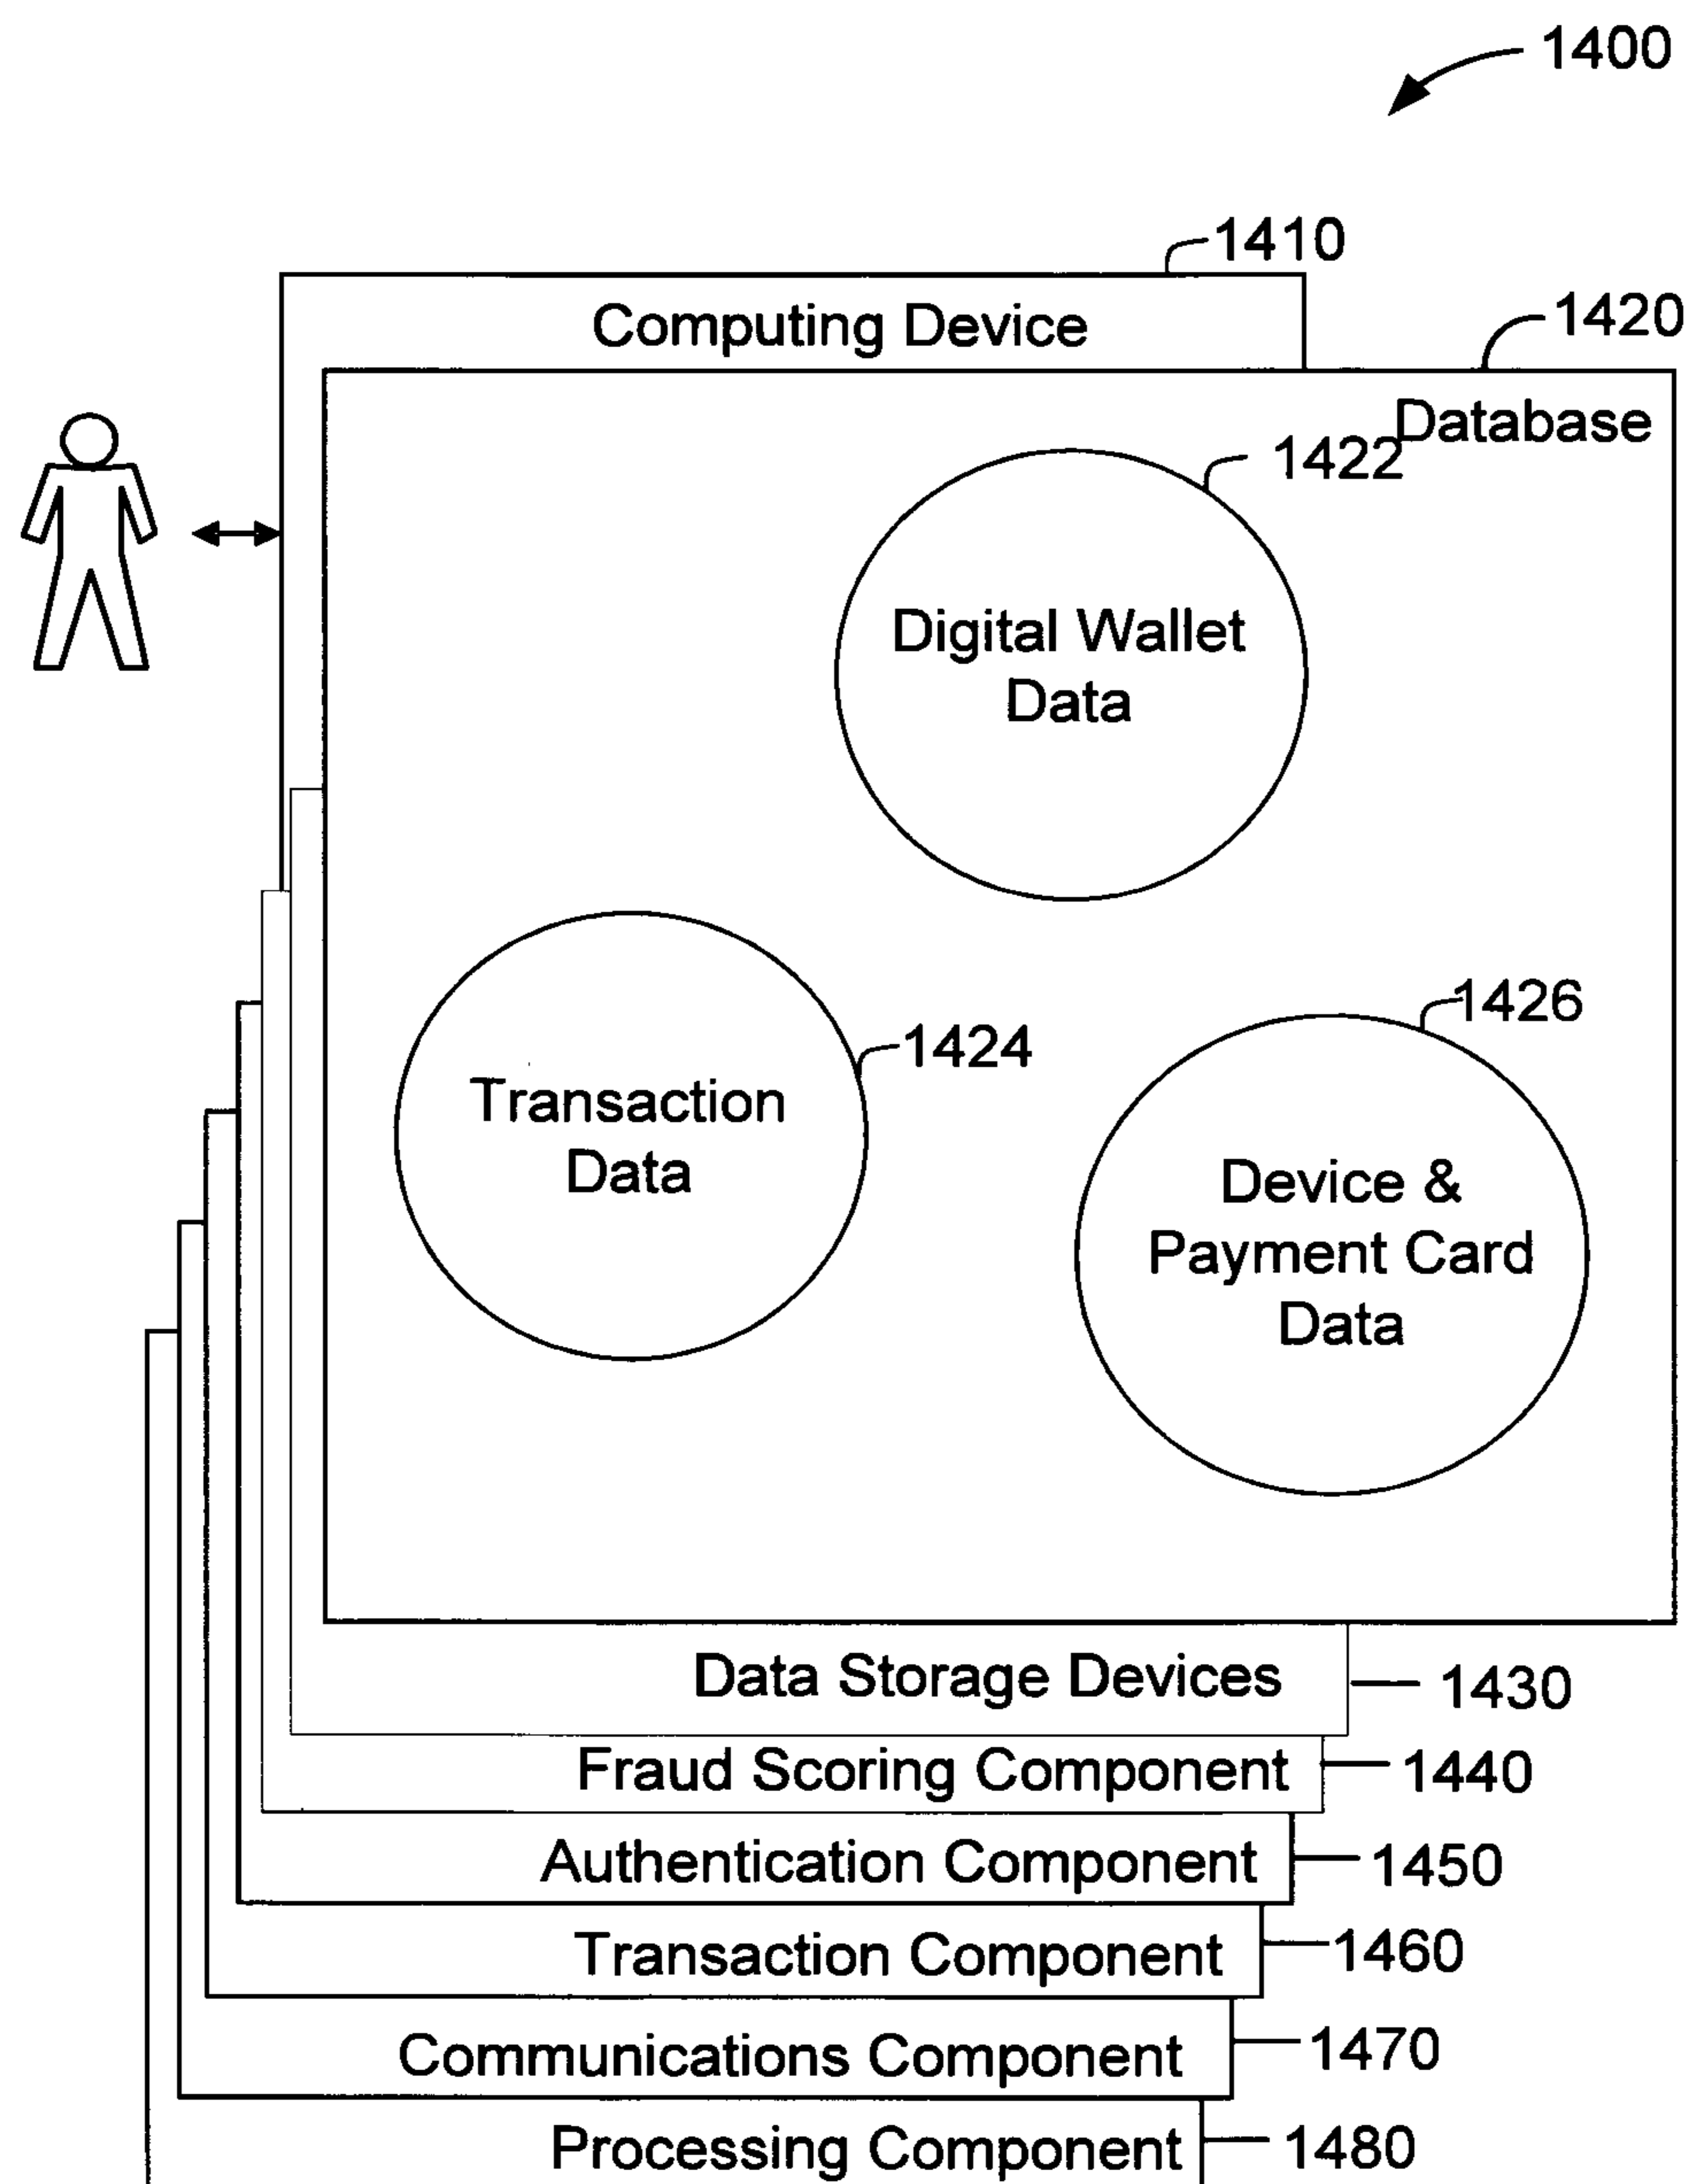 1400
1410
Computing Device
1420
Database
1422
Digital Wallet
Data
1426
1424
Transaction
Data
Device &
Payment Card
Data
Data Storage Devices
1430
Fraud Scoring Component
1440
Authentication Component
1450
Transaction Component
1460
Communications Component
1470
Processing Component
1480